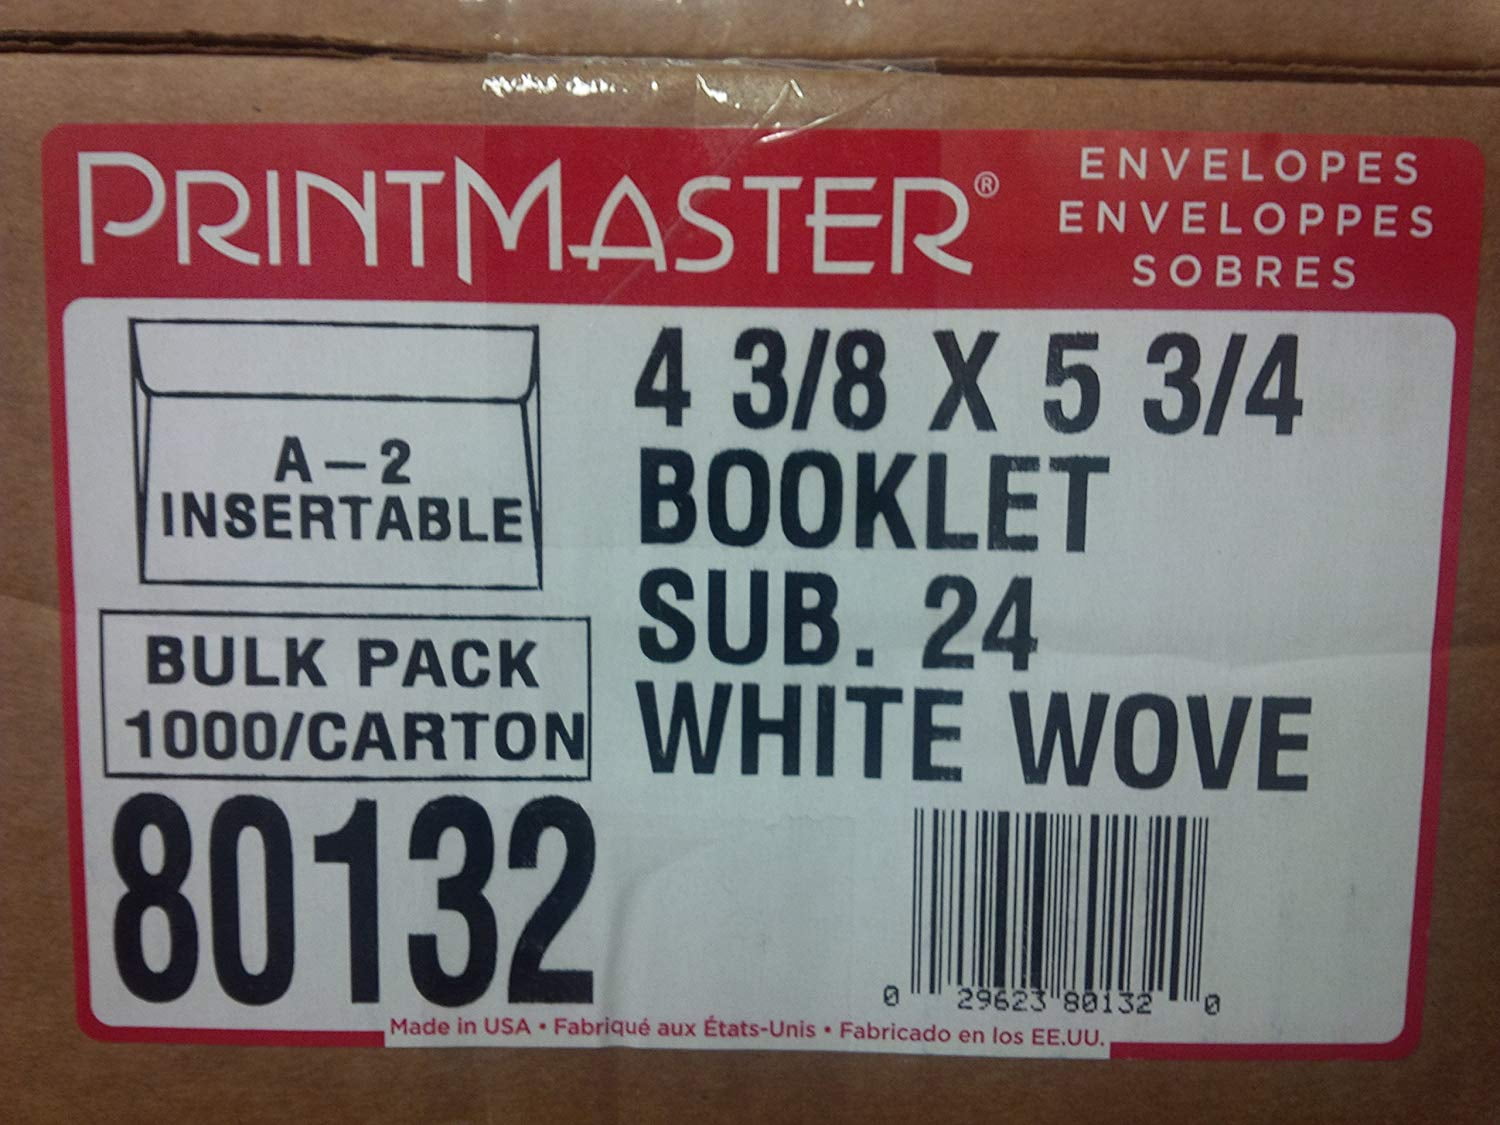 PRINTMASTER®
ENVELOPES
ENVELOPPES
SOBRES
A-2
INSERTABLE
BULK PACK
1000/CARTON
80132
4 3/8 X 5 3/4
BOOKLET
SUB. 24
WHITE WOVE
0 29623 80132 0
Made in USA • Fabriqué aux États-Unis • Fabricado en los EE.UU.